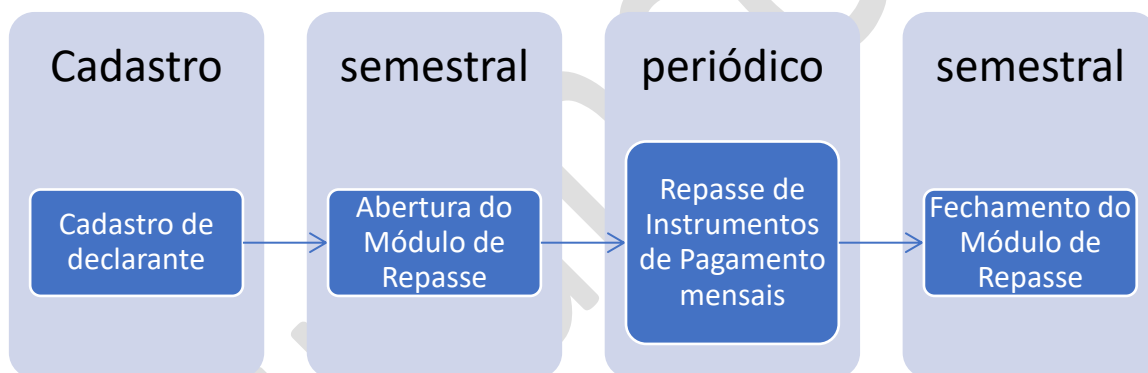 Cadastro
Cadastro de
declarante
semestral
Abertura do
Módulo de
Repasse
periódico
Repasse de
Instrumentos
de Pagamento
mensais
semestral
Fechamento do
Módulo de
Repasse